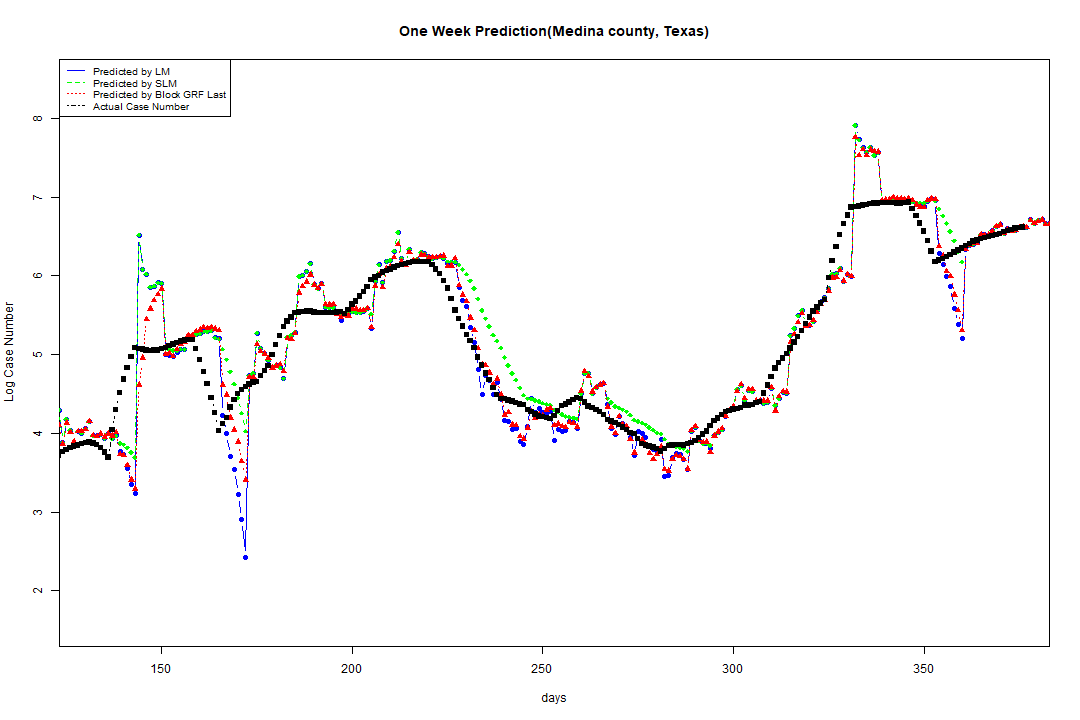 One Week Prediction(Medina county, Texas)
Predicted by LM
Predicted by SLM
Predicted by Block GRF Last
Actual Case Number
Log Case Number
8
7
6
5
4
3
2
150 200 250 300 350
days